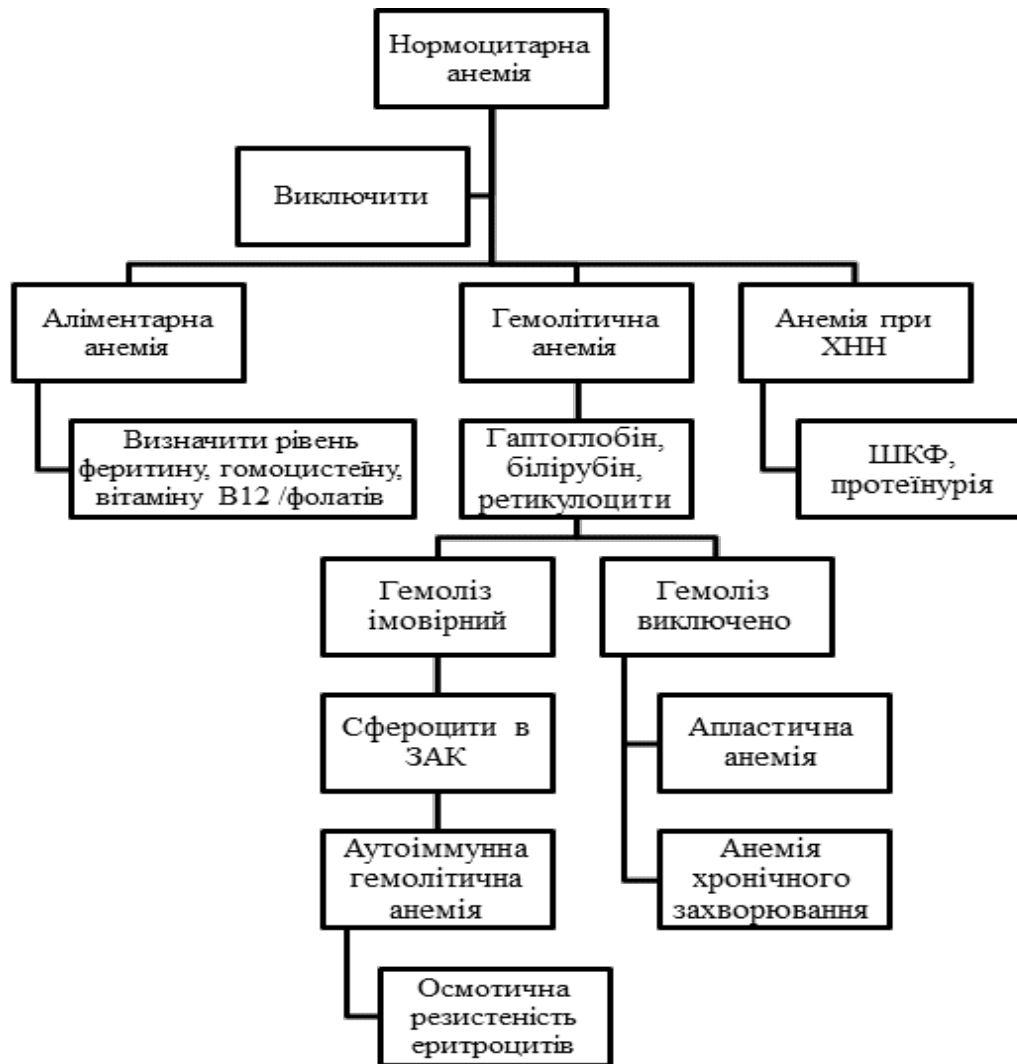 Нормоцитарна
анемія
Виключити
Аліментарна
анемія
Гемолітична
анемія
Анемія при
ХНН
Визначити рівень
феритину, гомоцистеїну,
вітаміну В12 /фолатів
Гаптоглобін,
білірубін,
ретикулоцити
ШКФ,
протеїнурія
Гемоліз
імовірний
Гемоліз
виключено
Сфероцити в
ЗАК
Апластична
анемія
Аутоіммунна
гемолітична
анемія
Анемія
хронічного
захворювання
Осмотична
резистеність
еритроцитів